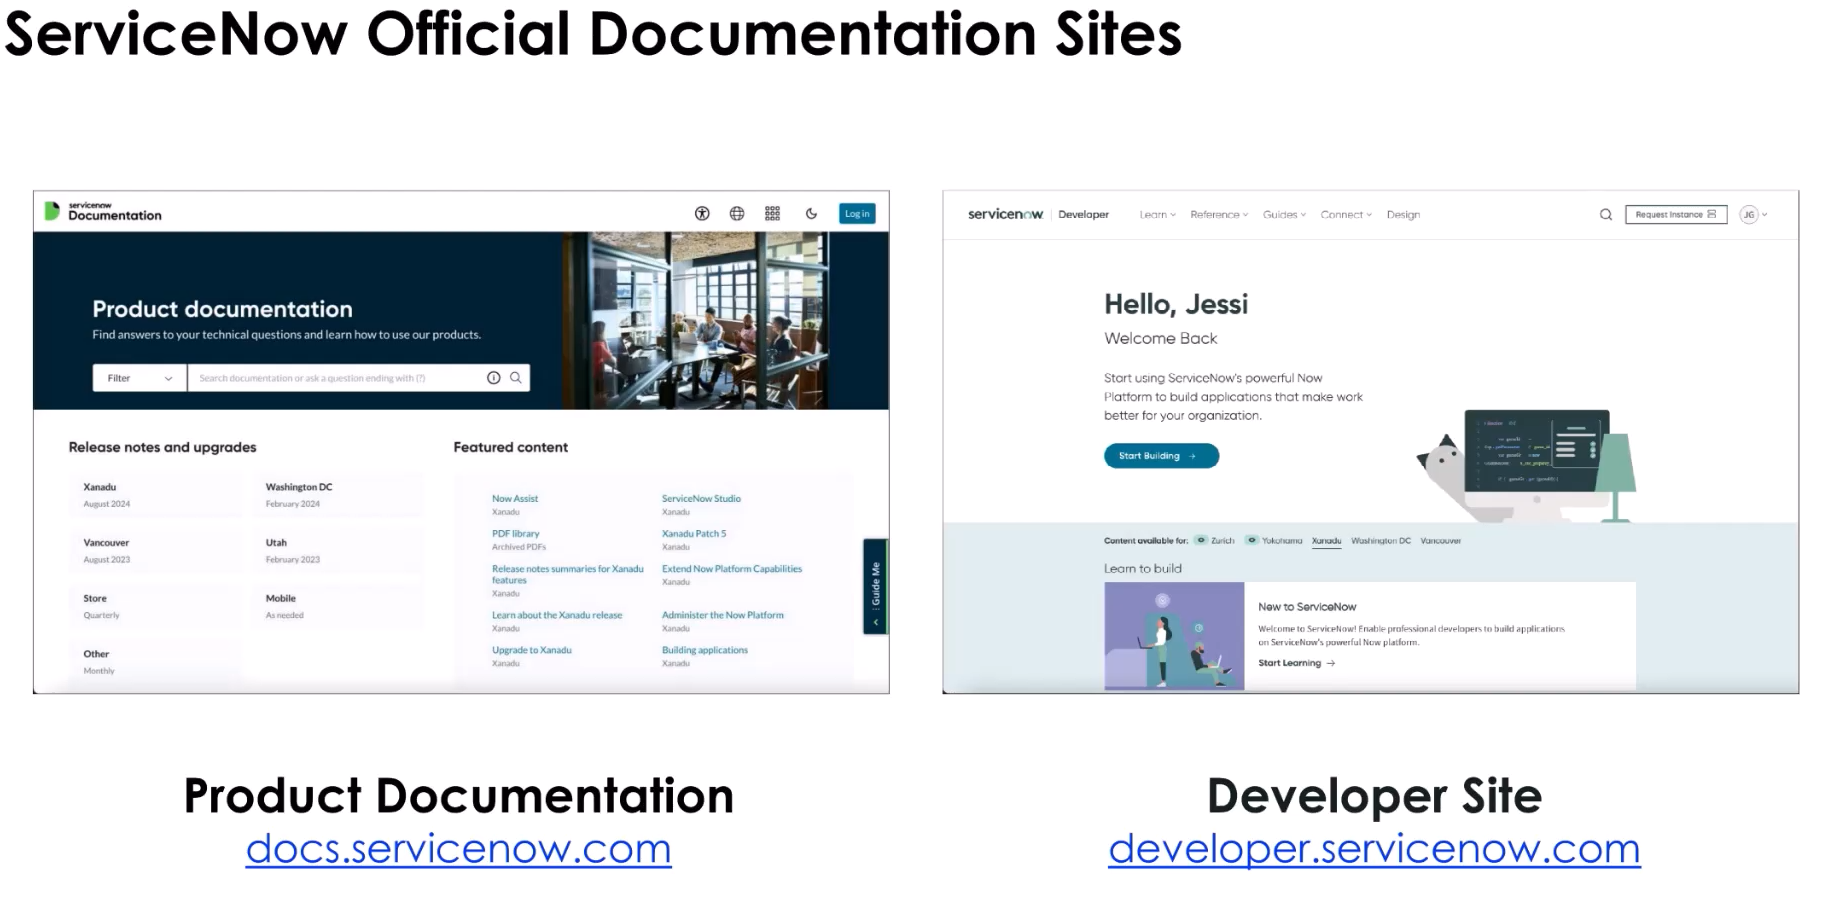 ServiceNow Official Documentation Sites
servicenow
Documentation
Log in
Product documentation
Find answers to your technical questions and learn how to use our products.
Filter
Search documentation or ask a question ending with (?)
Release notes and upgrades
Xanadu
August 2024
Washington DC
February 2024
Vancouver
August 2023
Utah
February 2023
Store
Quarterly
Mobile
As needed
Other
Monthly
Featured content
Now Assist
Xanadu
ServiceNow Studio
Xanadu
PDF library
Archived PDFs
Xanadu Patch 5
Xanadu
Release notes summaries for Xanadu
features
Xanadu
Extend Now Platform Capabilities
Xanadu
Learn about the Xanadu release
Xanadu
Administer the Now Platform
Xanadu
Upgrade to Xanadu
Xanadu
Building applications
Xanadu
Guide Me
servicenow Developer Learn Reference Guides Connect Design Request Instance JG
Hello, Jessi
Welcome Back
Start using ServiceNow's powerful Now
Platform to build applications that make work
better for your organization.
Start Building →
Content available for: Zurich Yokohama Xanadu Washington DC Vancouver
Learn to build
New to ServiceNow
Welcome to ServiceNow! Enable professional developers to build applications
on ServiceNow's powerful Now platform.
Start Learning →
Product Documentation
docs.servicenow.com
Developer Site
developer.servicenow.com